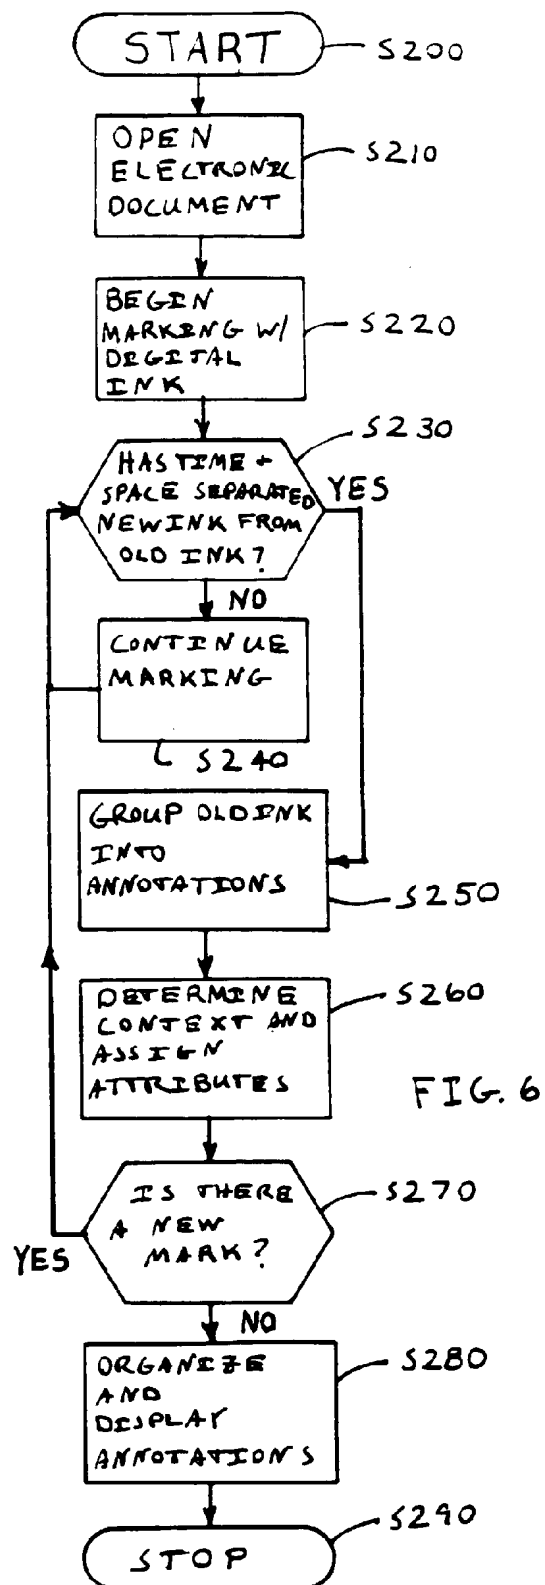 START
S200
OPEN
ELECTRONIC
DOCUMENT
S210
BEGIN
MARKING W/
DIGITAL
INK
S220
S230
HAS TIME +
SPACE SEPARATED
NEW INK FROM
OLD INK?
YES
NO
CONTINUE
MARKING
S240
GROUP OLD INK
INTO
ANNOTATIONS
S250
DETERMINE
CONTEXT AND
ASSIGN
ATTRIBUTES
S260
FIG. 6
IS THERE
A NEW
MARK?
S270
YES
NO
ORGANIZE
AND
DISPLAY
ANNOTATIONS
S280
S290
STOP